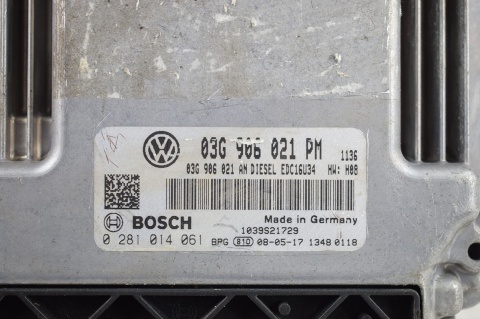 03G 906 021 PM 1136
03G 906 021 AN DIESEL EDC16U34 HW: H08
BOSCH
Made in Germany
1039S21729
0 281 014 061
BPG 810 08-05-17 1348 0118